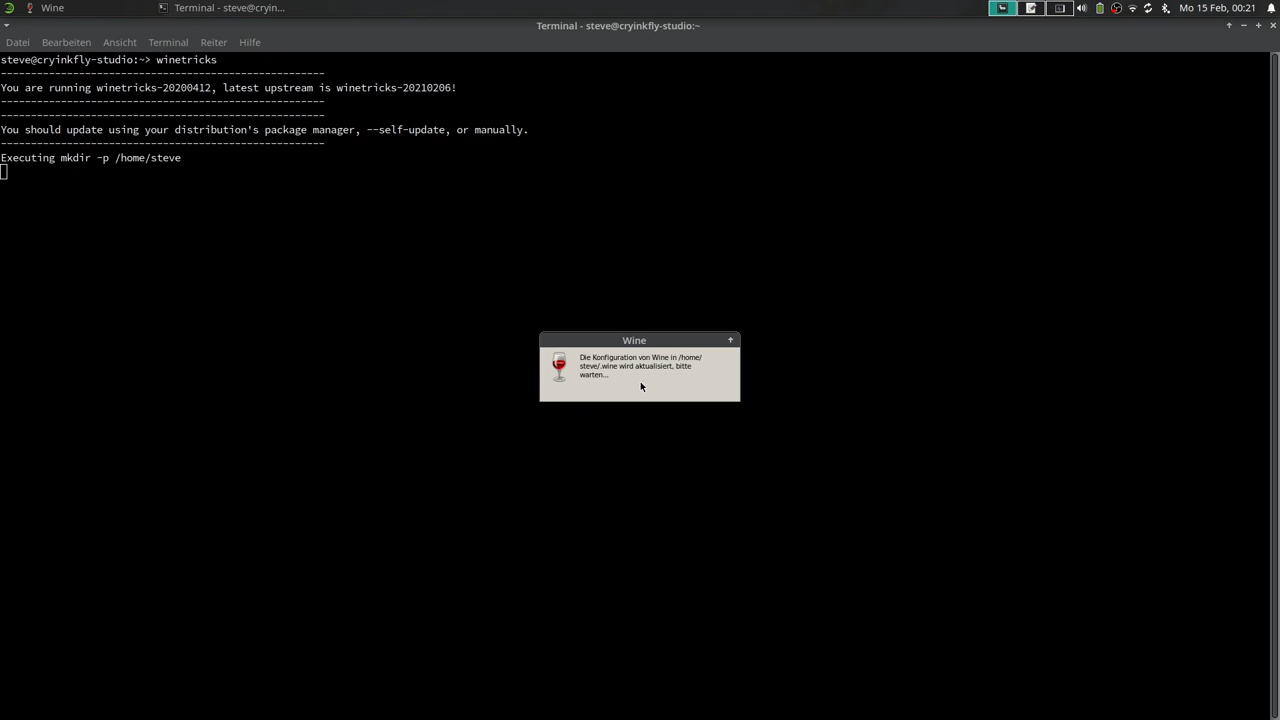 Wine
Terminal - steve@cryin...
Mo 15 Feb, 00:21
Terminal - steve@cryinkfly-studio:~
Datei Bearbeiten Ansicht Terminal Reiter Hilfe
steve@cryinkfly-studio:~> winetricks
------------------------------------------------------
You are running winetricks-20200412, latest upstream is winetricks-20210206!
------------------------------------------------------
------------------------------------------------------
You should update using your distribution's package manager, --self-update, or manually.
------------------------------------------------------
Executing mkdir -p /home/steve
Wine
Die Konfiguration von Wine in /home/
steve/.wine wird aktualisiert, bitte
warten...